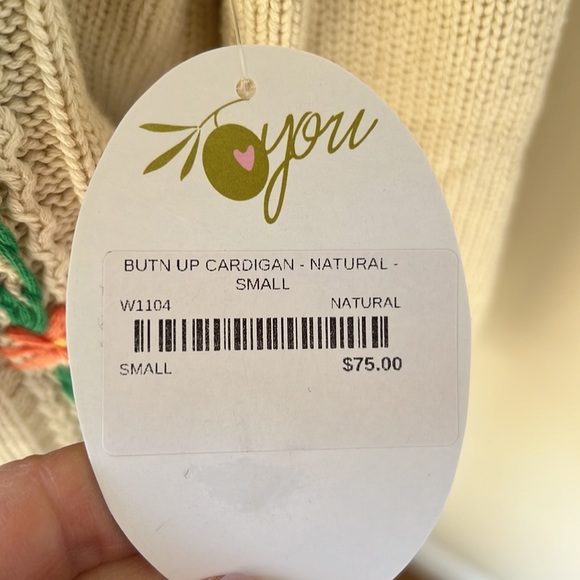 you
BUTN UP CARDIGAN - NATURAL -
SMALL
W1104 NATURAL
SMALL $75.00